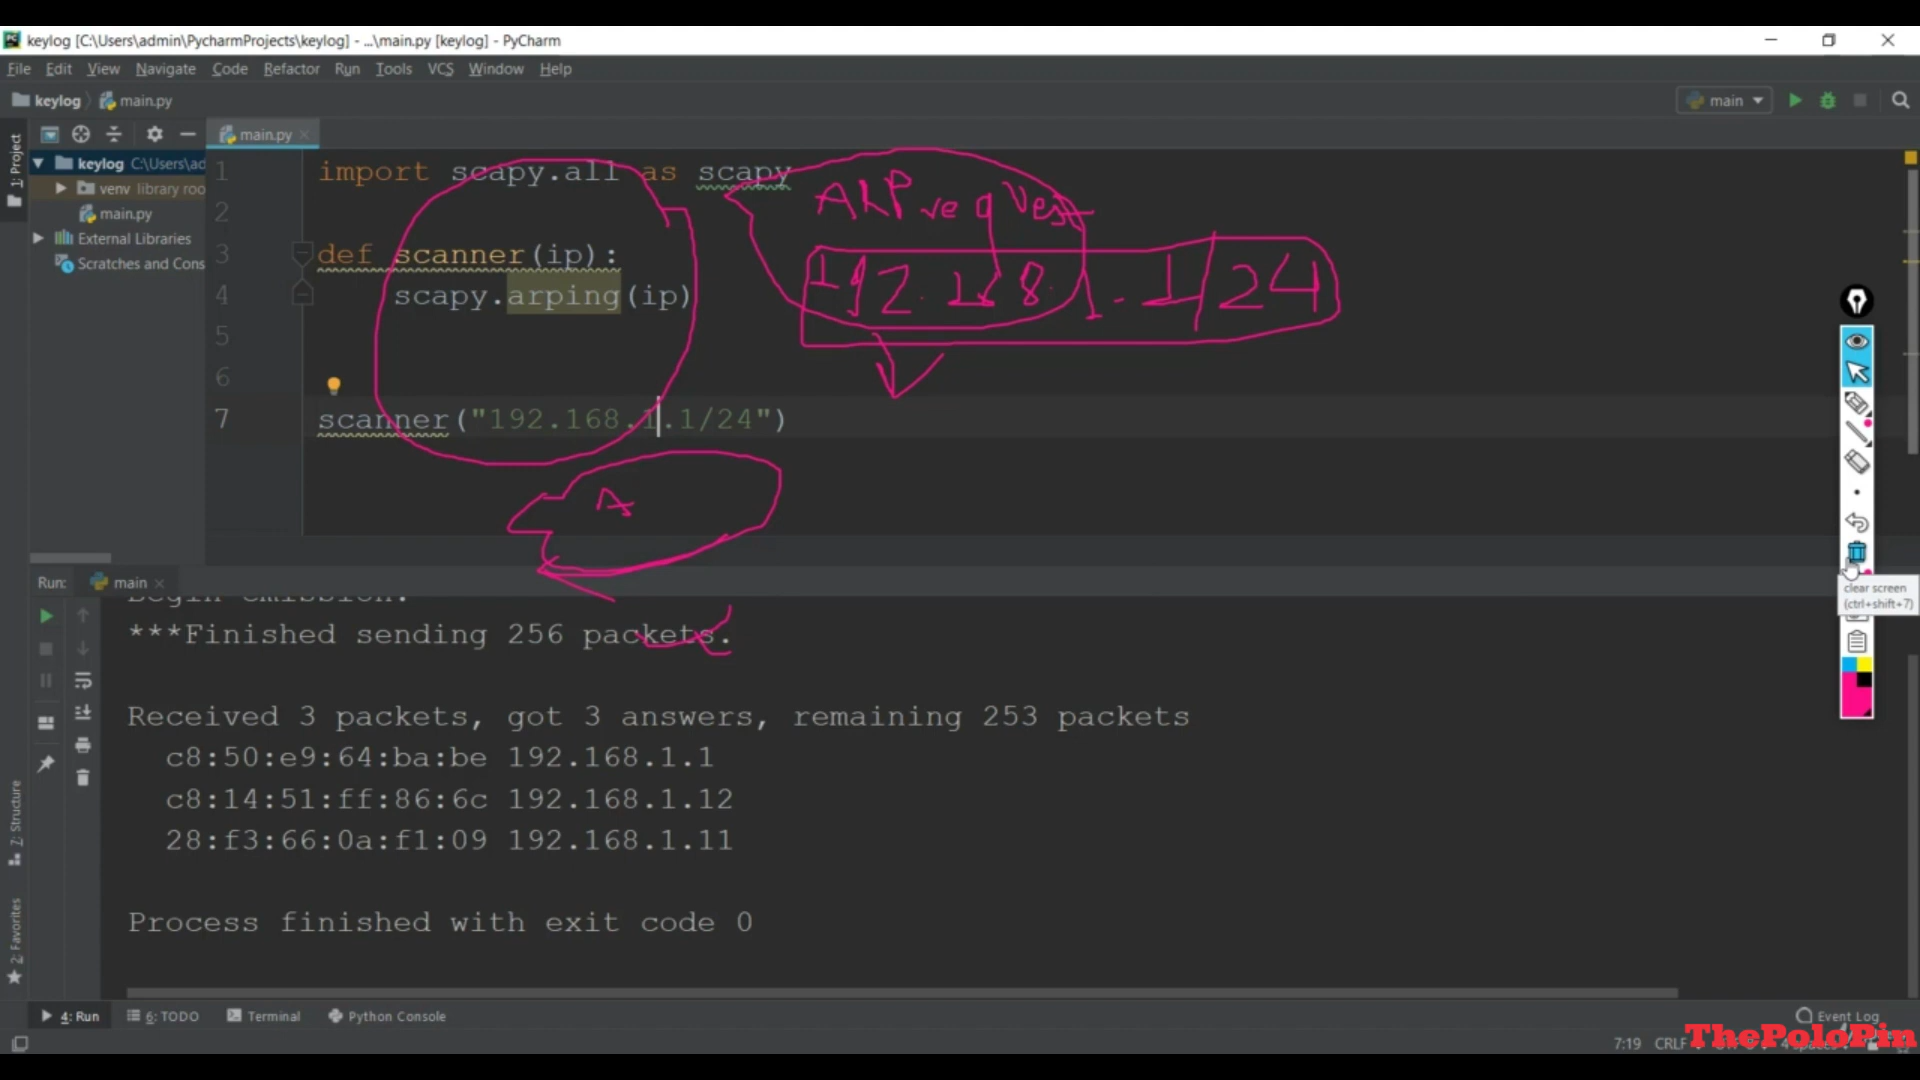 keylog [C:\Users\admin\PycharmProjects\keylog] - ...\main.py [keylog] - PyCharm
File Edit View Navigate Code Refactor Run Tools VCS Window Help
keylog main.py main
1: Project
main.py
keylog C:\Users\ad
venv library roo
main.py
External Libraries
Scratches and Cons
1 import scapy.all as scapy
2
3 def scanner(ip):
4 scapy.arping(ip)
5
6
7 scanner("192.168.1.1/24")
ARP request
192.168.1.1/24
A
clear screen
(ctrl+shift+7)
Run: main
Begin emission.
***Finished sending 256 packets.
Received 3 packets, got 3 answers, remaining 253 packets
c8:50:e9:64:ba:be 192.168.1.1
c8:14:51:ff:86:6c 192.168.1.12
28:f3:66:0a:f1:09 192.168.1.11
Process finished with exit code 0
Z: Structure
2: Favorites
4: Run 6: TODO Terminal Python Console Event Log
7:19 CRLF
ThePoloPin